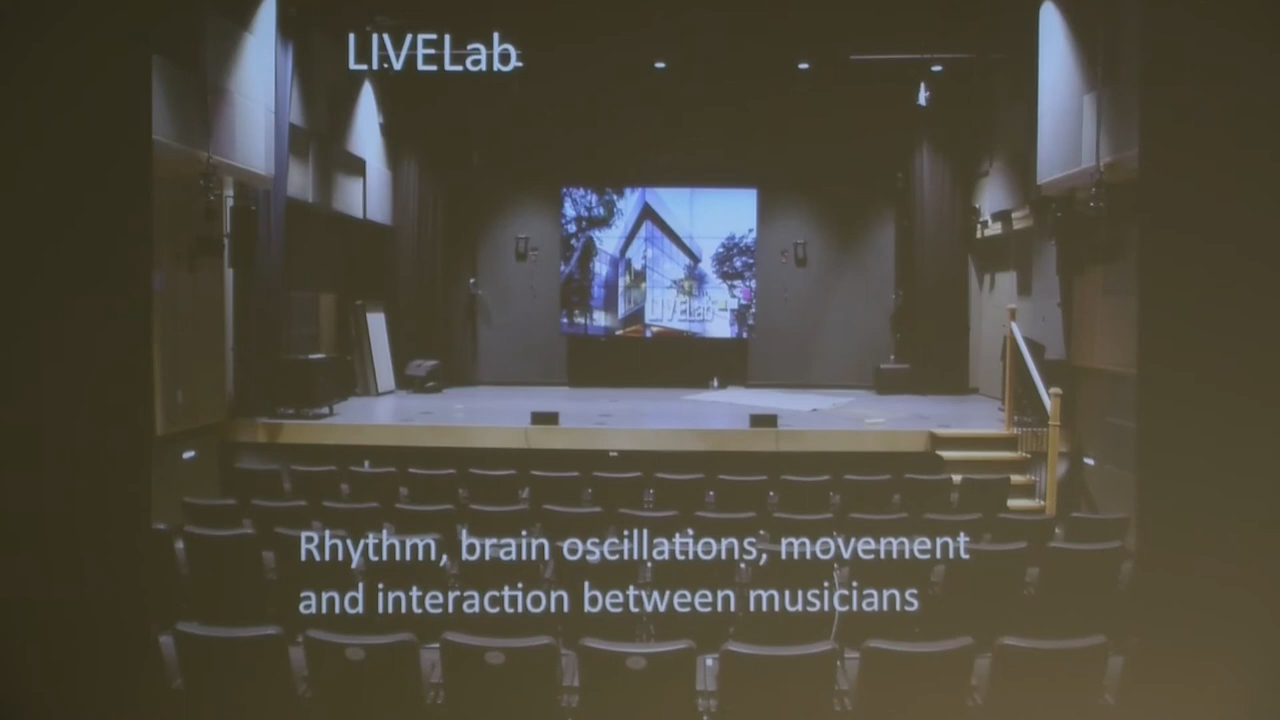 LIVELab
LIVELab
Rhythm, brain oscillations, movement
and interaction between musicians